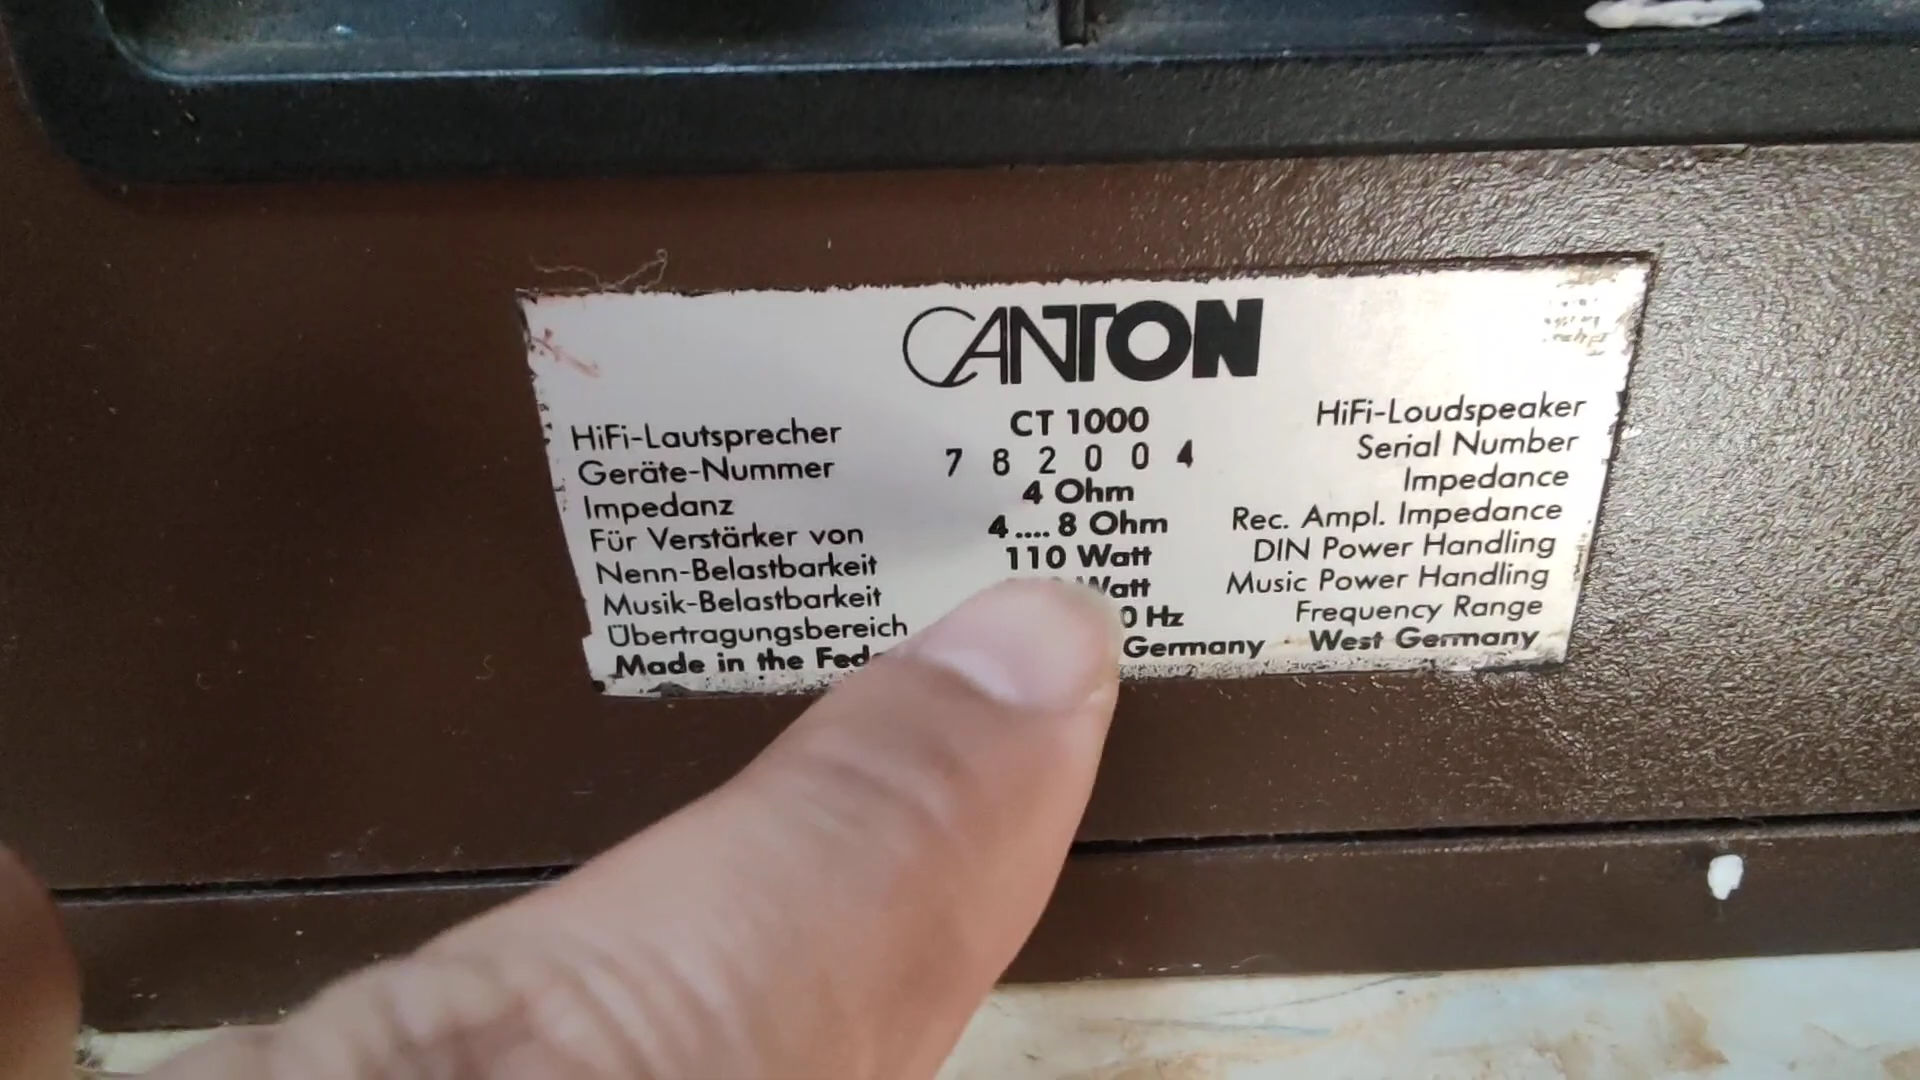 CANTON
HiFi-Lautsprecher CT 1000 HiFi-Loudspeaker
Geräte-Nummer 7 8 2 0 0 4 Serial Number
Impedanz 4 Ohm Impedance
Für Verstärker von 4....8 Ohm Rec. Ampl. Impedance
Nenn-Belastbarkeit 110 Watt DIN Power Handling
Musik-Belastbarkeit Watt Music Power Handling
Übertragungsbereich Hz Frequency Range
Made in the Germany · West Germany